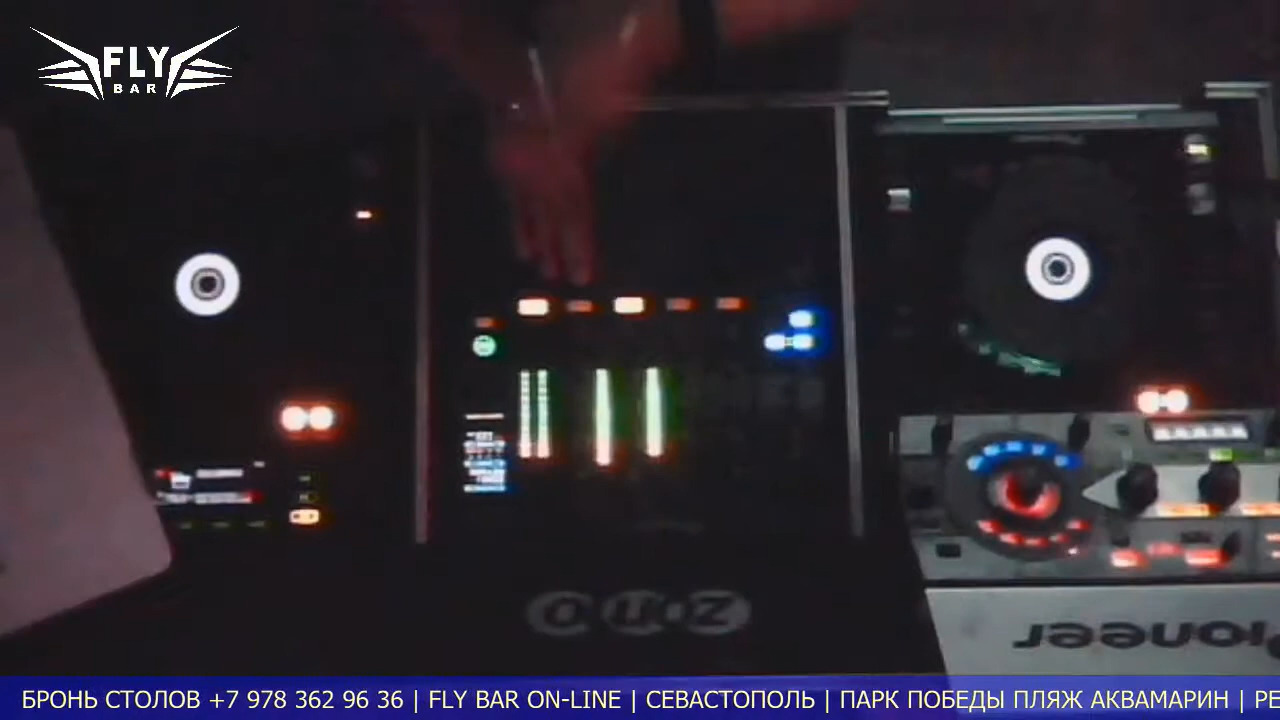 FLY
BAR
Pioneer
БРОНЬ СТОЛОВ +7 978 362 96 36 | FLY BAR ON-LINE | СЕВАСТОПОЛЬ | ПАРК ПОБЕДЫ ПЛЯЖ АКВАМАРИН | РЕ